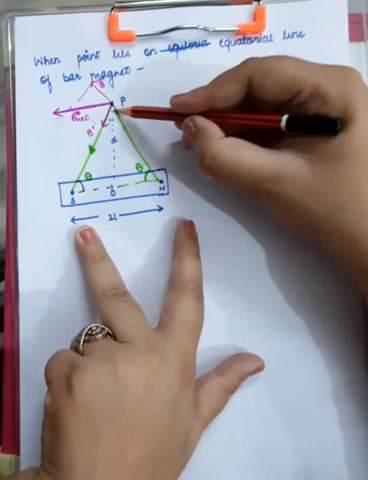 When point lies on equatorial line
of bar magnet -
B
P
Bnet
B'
d
θ
θ
S
O
N
2l